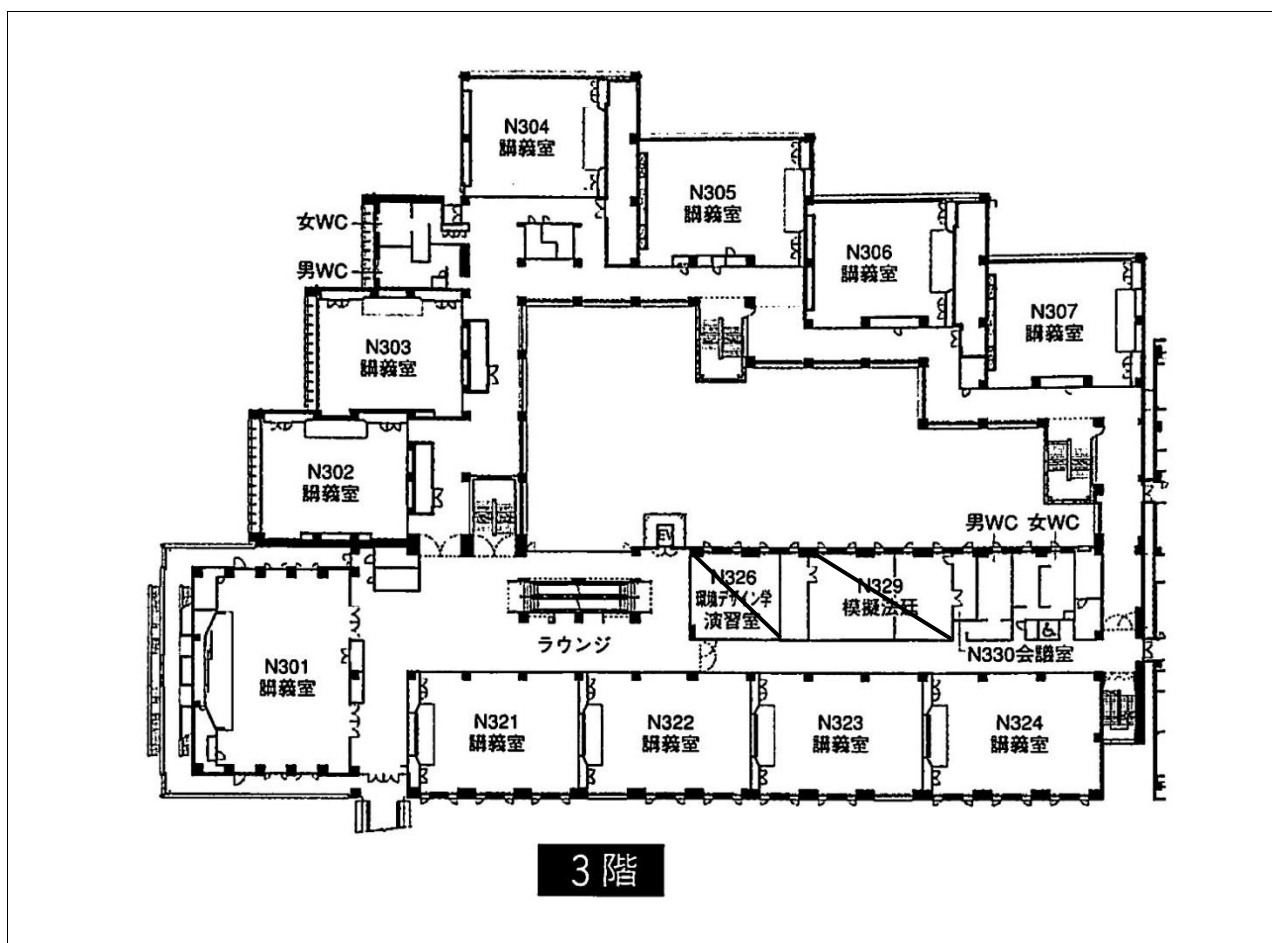 N304
講義室
N305
講義室
女WC
N306
講義室
男WC
N307
講義室
N303
講義室
N302
講義室
男WC 女WC
EV
N326
環境デザイン学
演習室
N329
模擬法廷
ラウンジ
N330会議室
N301
講義室
N321
講義室
N322
講義室
N323
講義室
N324
講義室
3階